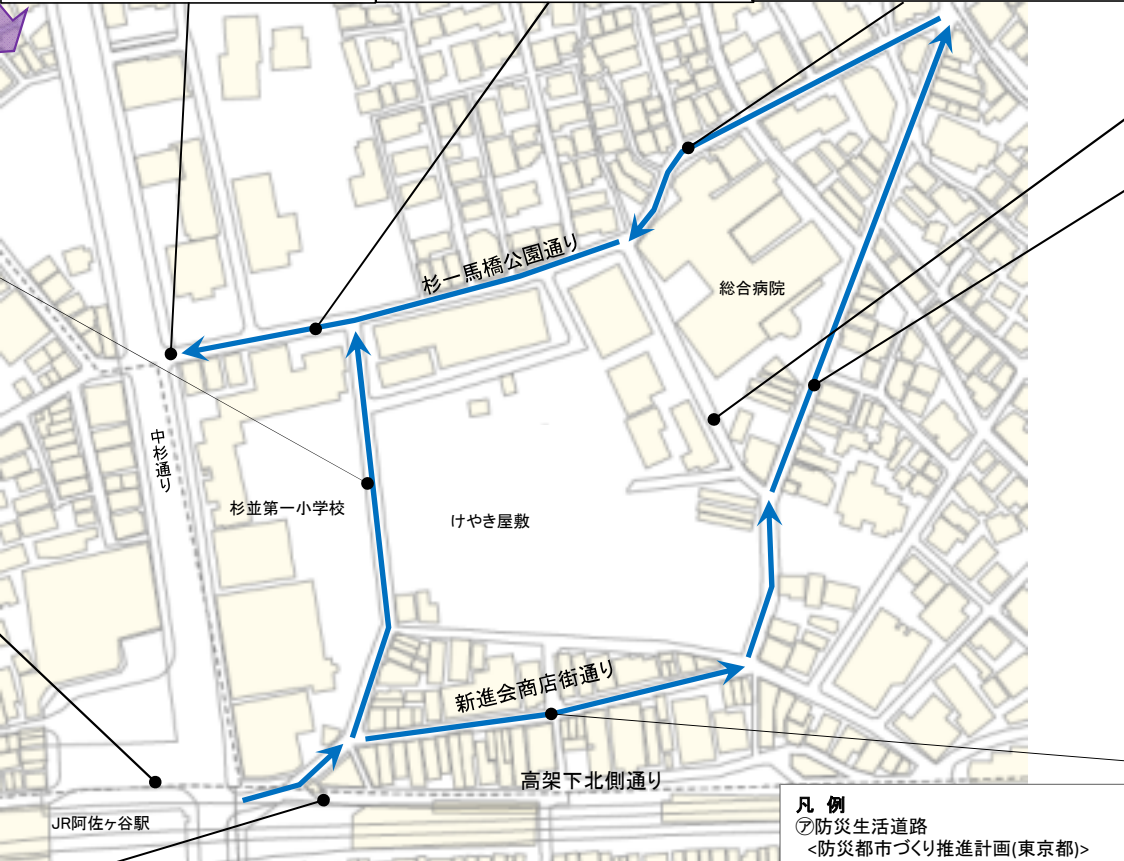 杉一馬橋公園通り
総合病院
中杉通り
杉並第一小学校
けやき屋敷
新進会商店街通り
高架下北側通り
JR阿佐ヶ谷駅
凡 例
㋐防災生活道路
<防災都市づくり推進計画(東京都)>